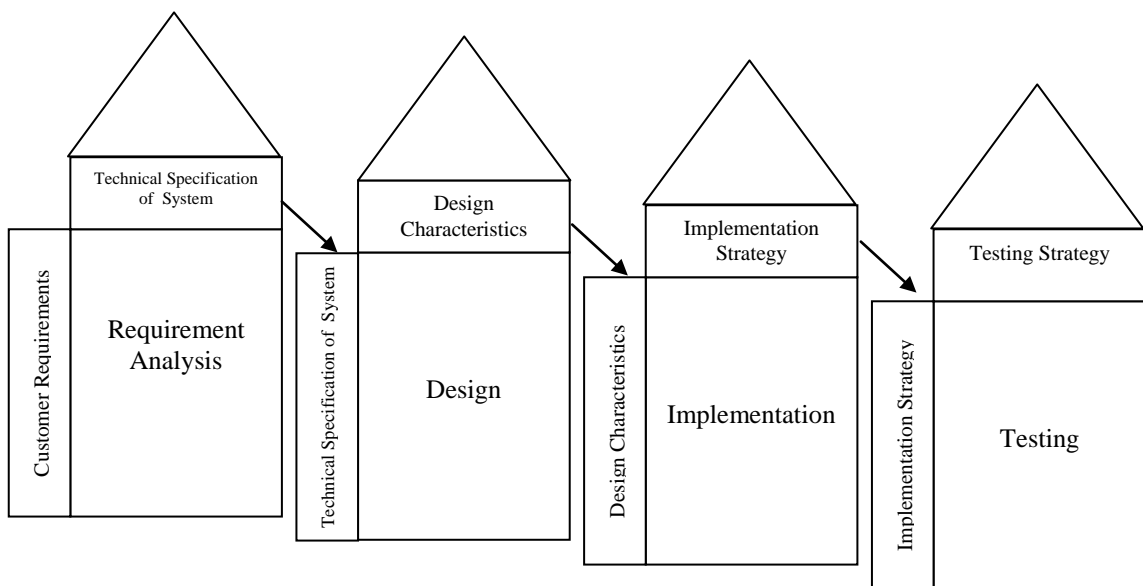 Technical Specification
of System
Customer Requirements
Requirement
Analysis
Design
Characteristics
Technical Specification of System
Design
Implementation
Strategy
Design Characteristics
Implementation
Testing Strategy
Implementation Strategy
Testing